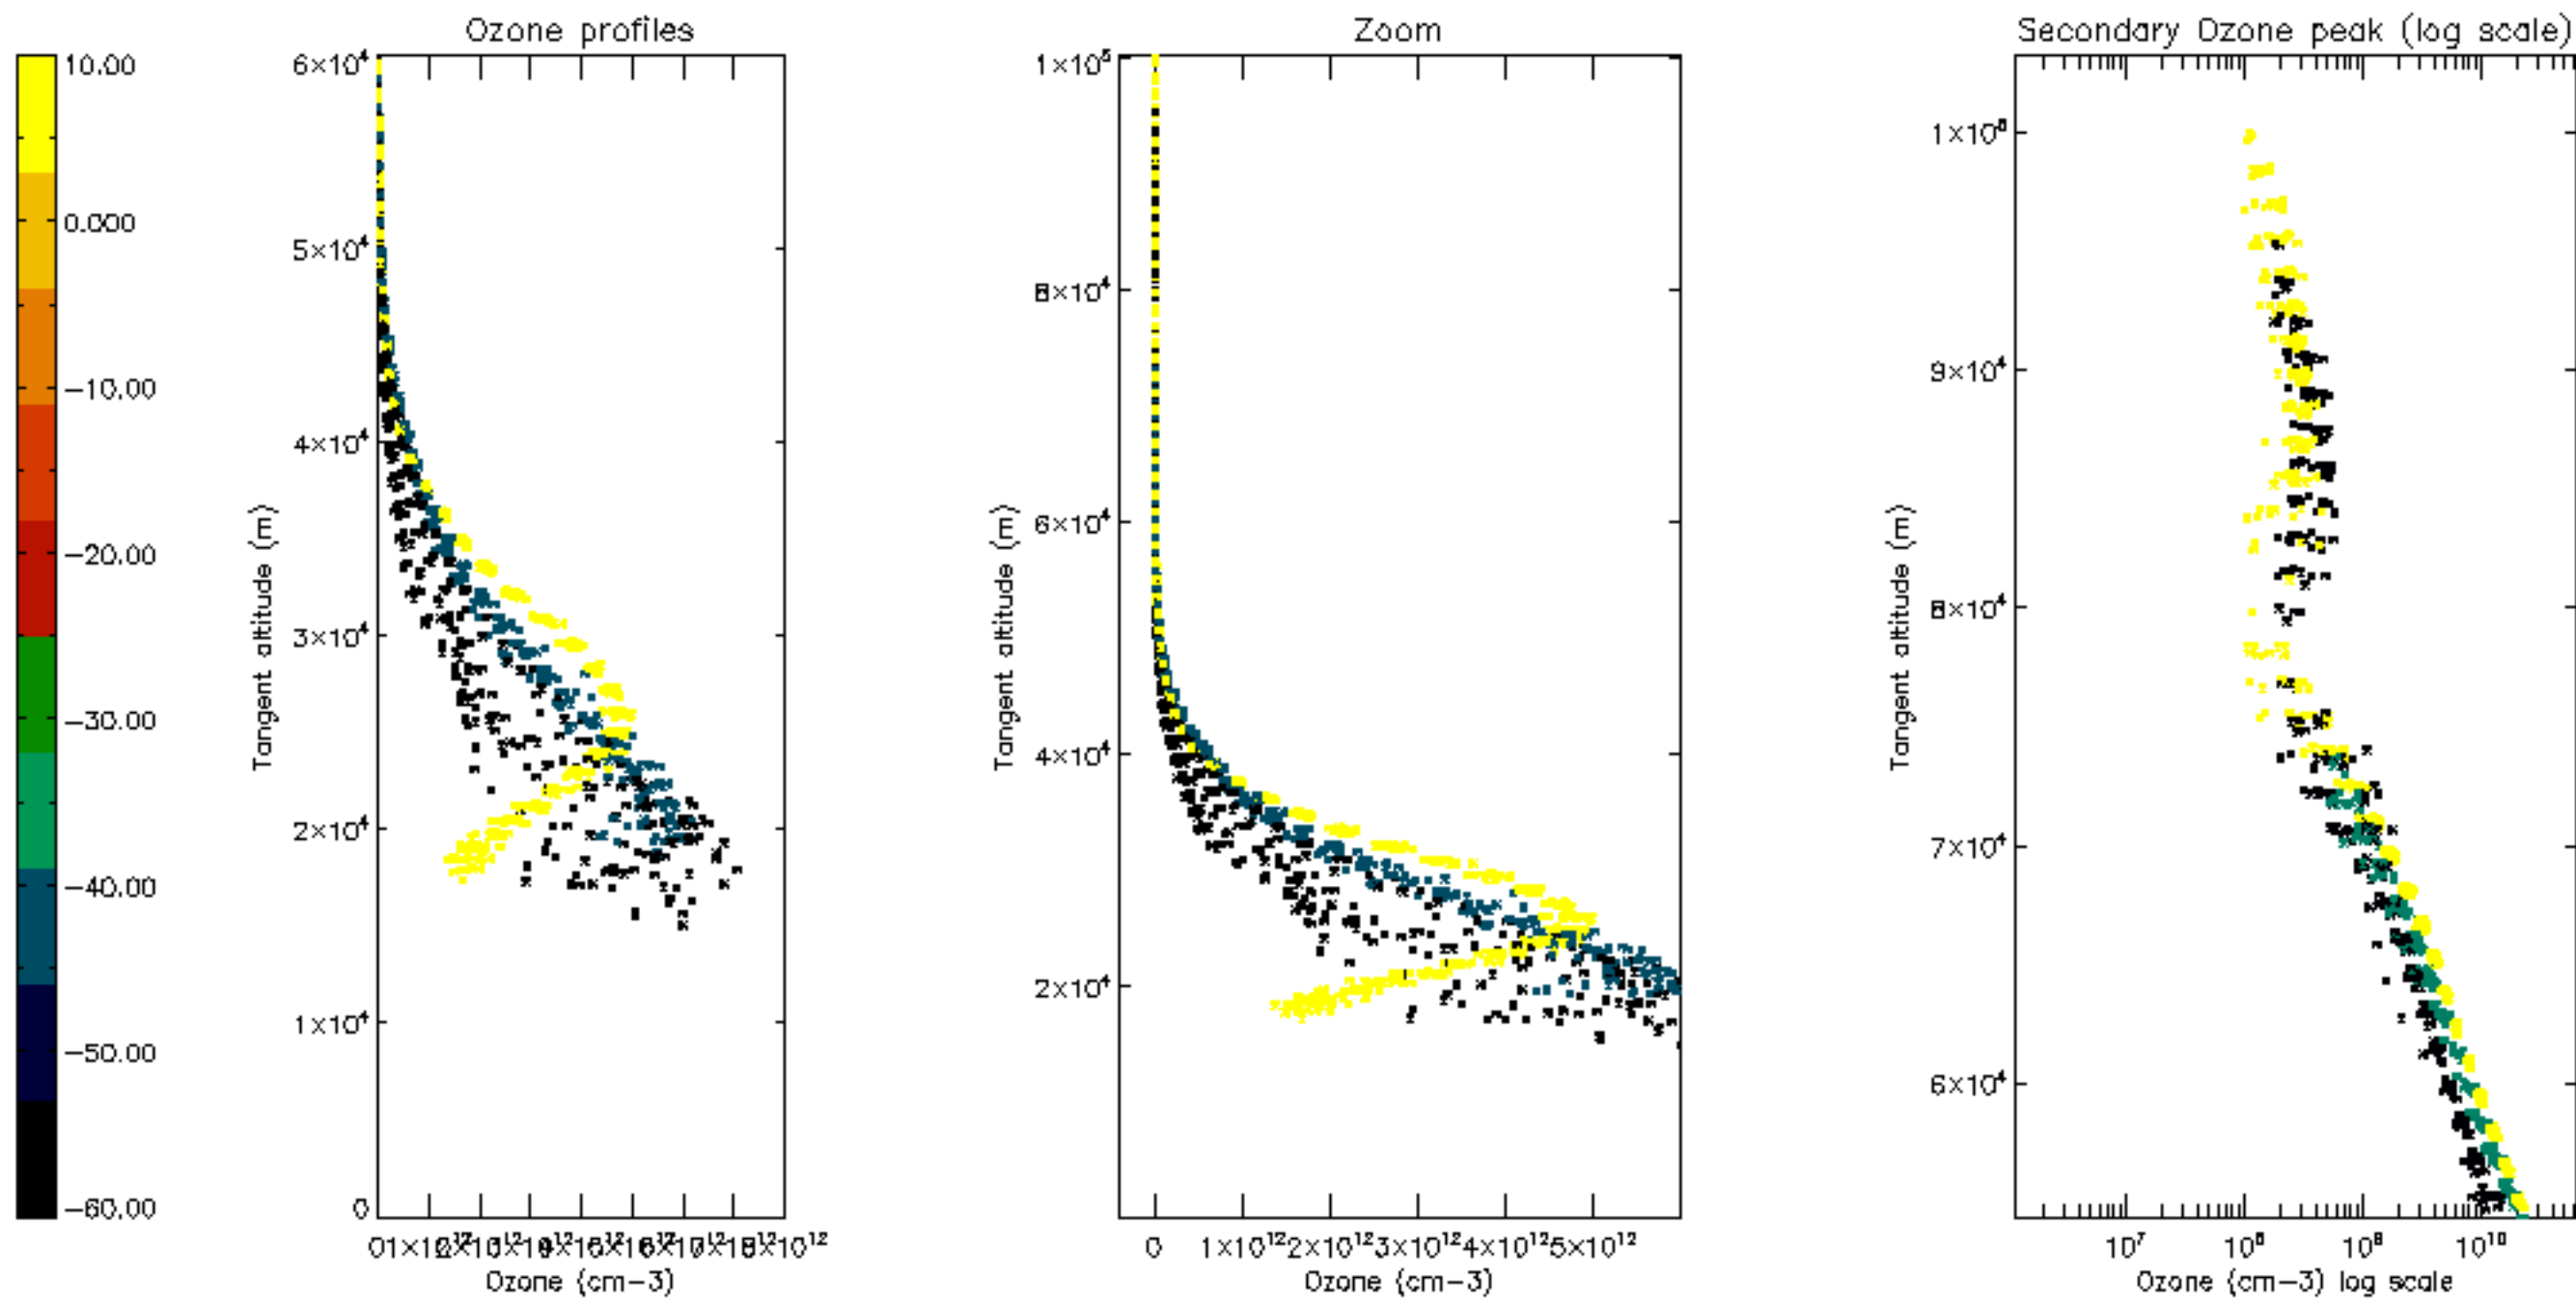 Ozone profiles
Zoom
Secondary Ozone peak (log scale)
10.00
0.000
−10.00
−20.00
−30.00
−40.00
−50.00
−60.00
6×10⁴
5×10⁴
4×10⁴
3×10⁴
2×10⁴
1×10⁴
0
Tangent altitude (m)
Ozone (cm−3)
1×10⁵
8×10⁴
6×10⁴
4×10⁴
2×10⁴
Tangent altitude (m)
0 1×10¹² 2×10¹² 3×10¹² 4×10¹² 5×10¹²
Ozone (cm−3)
9×10⁴
8×10⁴
7×10⁴
6×10⁴
Tangent altitude (m)
10⁷ 10⁸ 10⁹ 10¹⁰
Ozone (cm−3) log scale